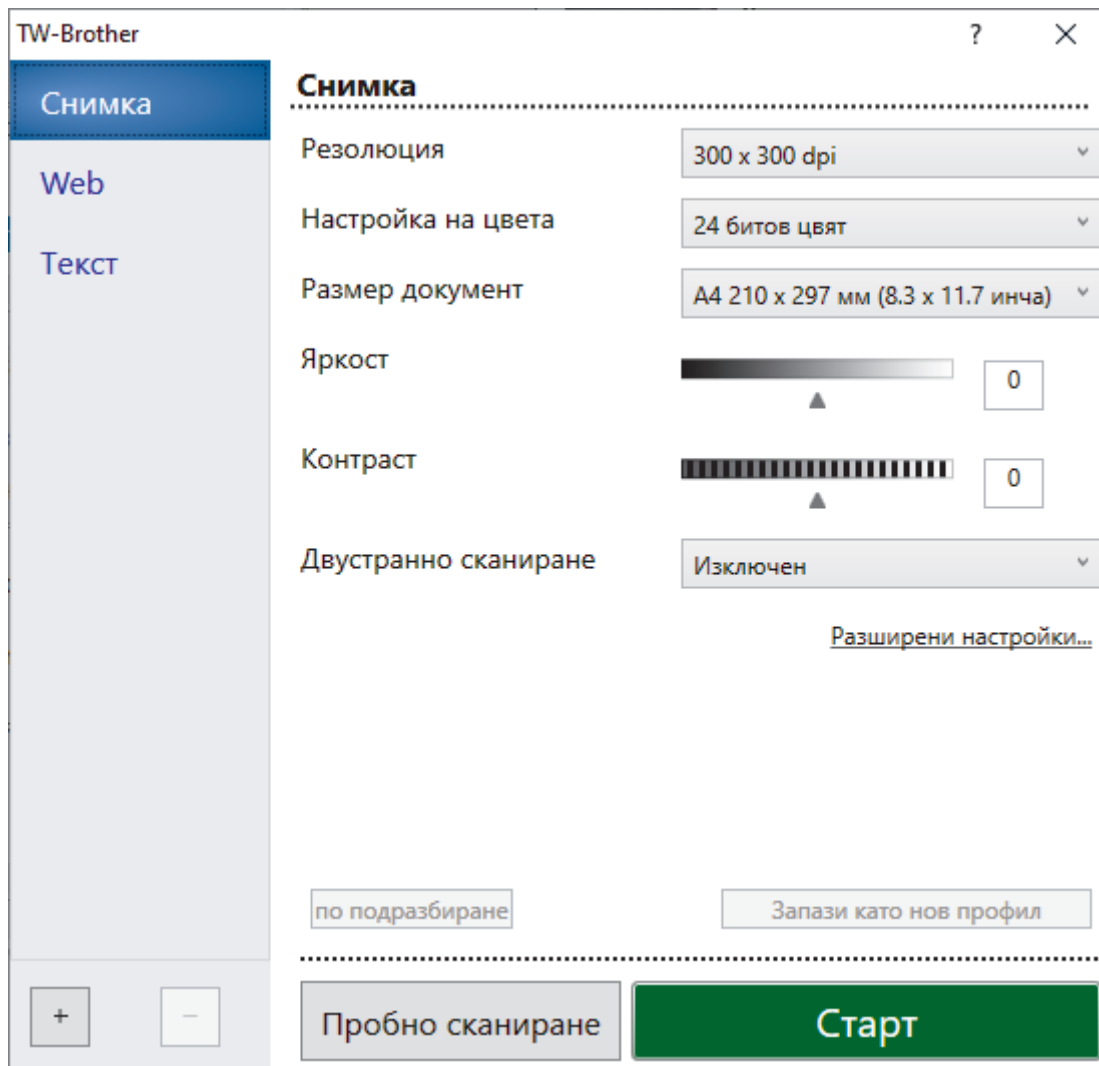 TW-Brother
?
Снимка
Web
Текст
Снимка
Резолюция
300 x 300 dpi
Настройка на цвета
24 битов цвят
Размер документ
A4 210 x 297 мм (8.3 x 11.7 инча)
Яркост
0
Контраст
0
Двустранно сканиране
Изключен
Разширени настройки...
по подразбиране
Запази като нов профил
+
−
Пробно сканиране
Старт